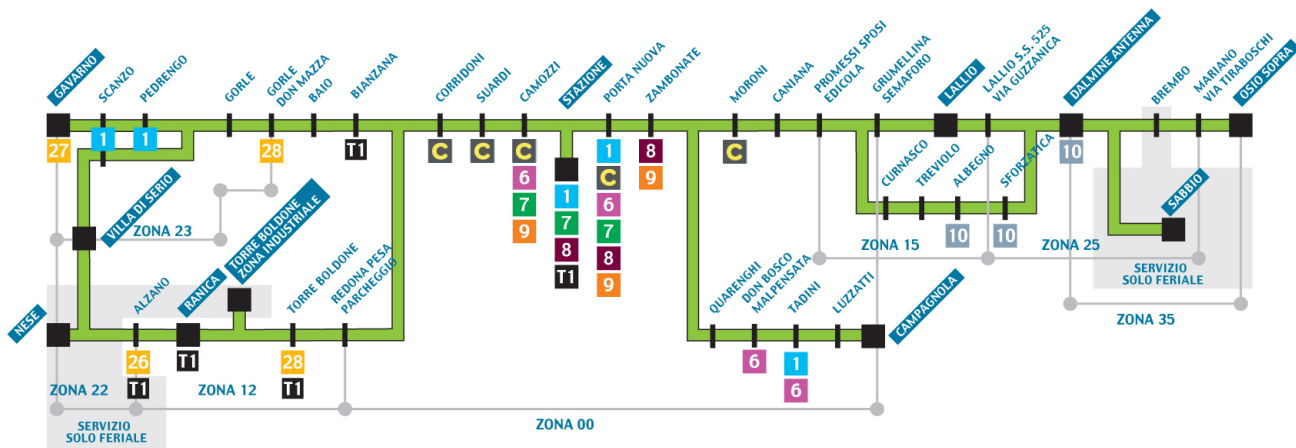 GAVARNO
SCANZO
PEDRENGO
GORLE
GORLE
DON MAZZA
BAIO
BIANZANA
CORRIDONI
SUARDI
CAMOZZI
STAZIONE
PORTA NUOVA
ZAMBONATE
MORONI
CANIANA
PROMESSI SPOSI
EDICOLA
GRUMELLINA
SEMAFORO
LALLIO
LALLIO S.S. 525
VIA GUZZANICA
DALMINE ANTENNA
BREMBO
MARIANO
VIA TIRABOSCHI
OSIO SOPRA
27
1
1
28
T1
C
C
C
6
7
9
1
7
8
T1
1
C
6
7
8
9
8
9
C
10
CURNASCO
TREVIOLO
ALBEGNO
SFORZATICA
10
10
SABBIO
VILLA DI SERIO
ZONA 23
TORRE BOLDONE
ZONA INDUSTRIALE
ZONA 15
ZONA 25
SERVIZIO
SOLO FERIALE
NESE
ALZANO
RANICA
TORRE BOLDONE
REDONA PESA
PARCHEGGIO
QUARENGHI
DON BOSCO
MALPENSATA
TADINI
LUZZATTI
CAMPAGNOLA
ZONA 35
26
T1
T1
28
T1
6
1
6
ZONA 22
ZONA 12
ZONA 00
SERVIZIO
SOLO FERIALE